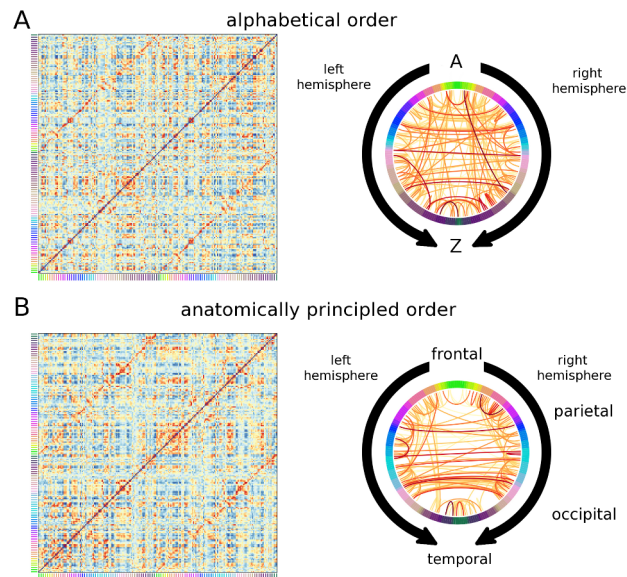 A
alphabetical order
left
hemisphere
A
right
hemisphere
Z
B
anatomically principled order
left
hemisphere
frontal
right
hemisphere
parietal
occipital
temporal